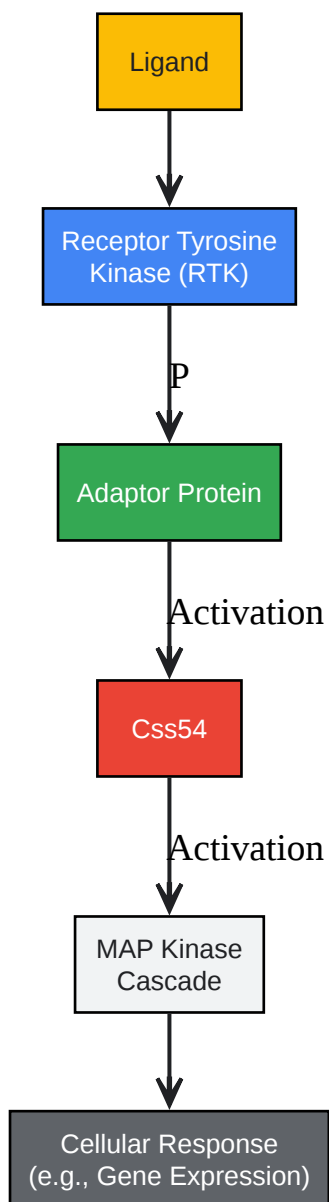 Ligand
Receptor Tyrosine
Kinase (RTK)
P
Adaptor Protein
Activation
Css54
Activation
MAP Kinase
Cascade
Cellular Response
(e.g., Gene Expression)